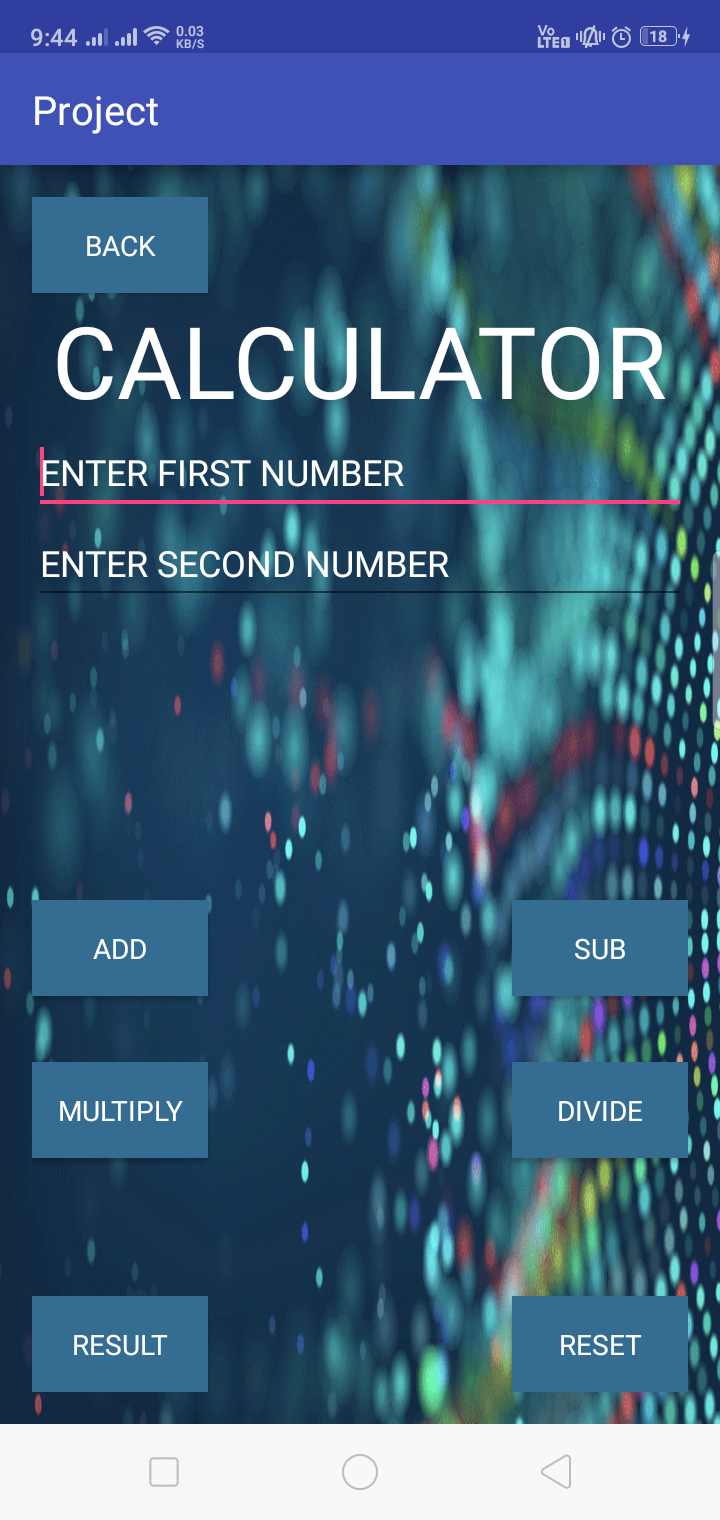 9:44 0.03 KB/S Vo LTE 18
Project
BACK
CALCULATOR
ENTER FIRST NUMBER
ENTER SECOND NUMBER
ADD SUB
MULTIPLY DIVIDE
RESULT RESET